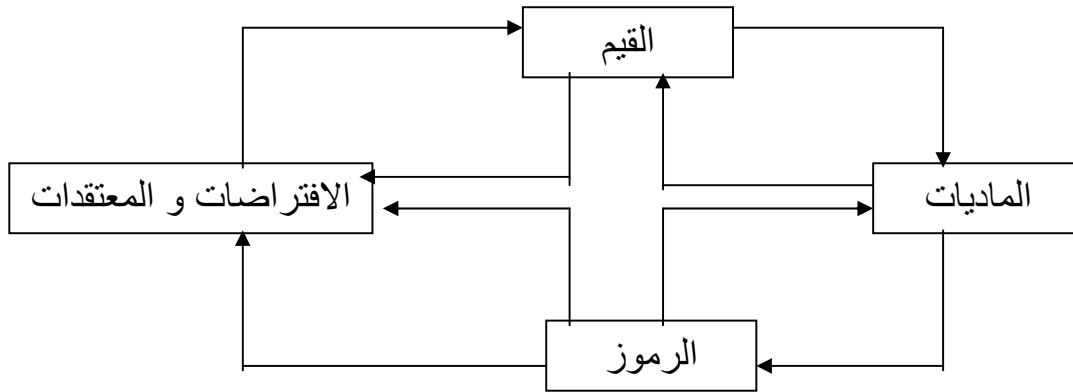 القيم
الماديات
الافتراضات و المعتقدات
الرموز